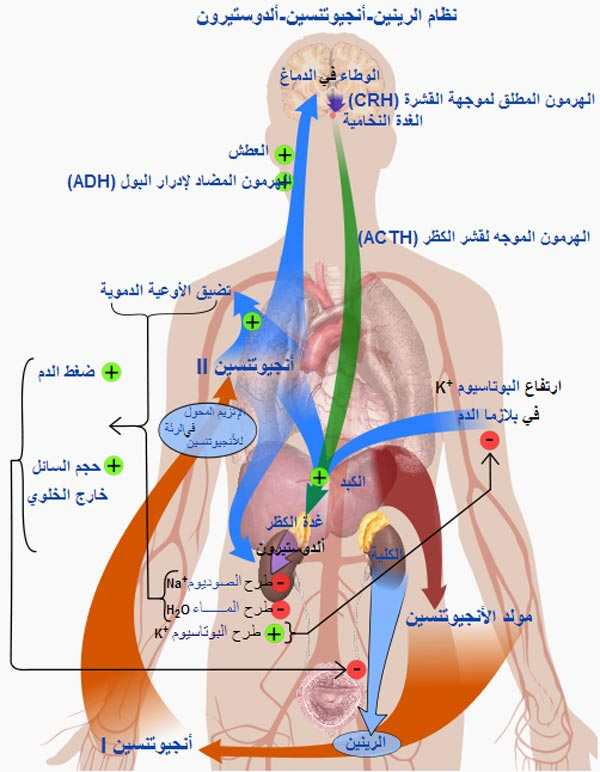 نظام الرينين-أنجيوتنسين-ألدوستيرون
الوطاء في الدماغ
الهرمون المطلق لموجهة القشرة (CRH)
الغدة النخامية
+ العطش
+ الهرمون المضاد لإدرار البول (ADH)
الهرمون الموجه لقشر الكظر (ACTH)
تضيق الأوعية الدموية
+
أنجيوتنسين II
+ ضغط الدم
ارتفاع البوتاسيوم K+
في بلازما الدم
-
الإنزيم المحول
في الرئة
للأنجيوتنسين
+ حجم السائل
خارج الخلوي
+
الكبد
غدة الكظر
ألدوستيرون
الكلية
طرح الصوديوم Na+ -
طرح المـــاء H2O -
طرح البوتاسيوم K+ +
مولد الأنجيوتنسين
-
أنجيوتنسين I
الرينين